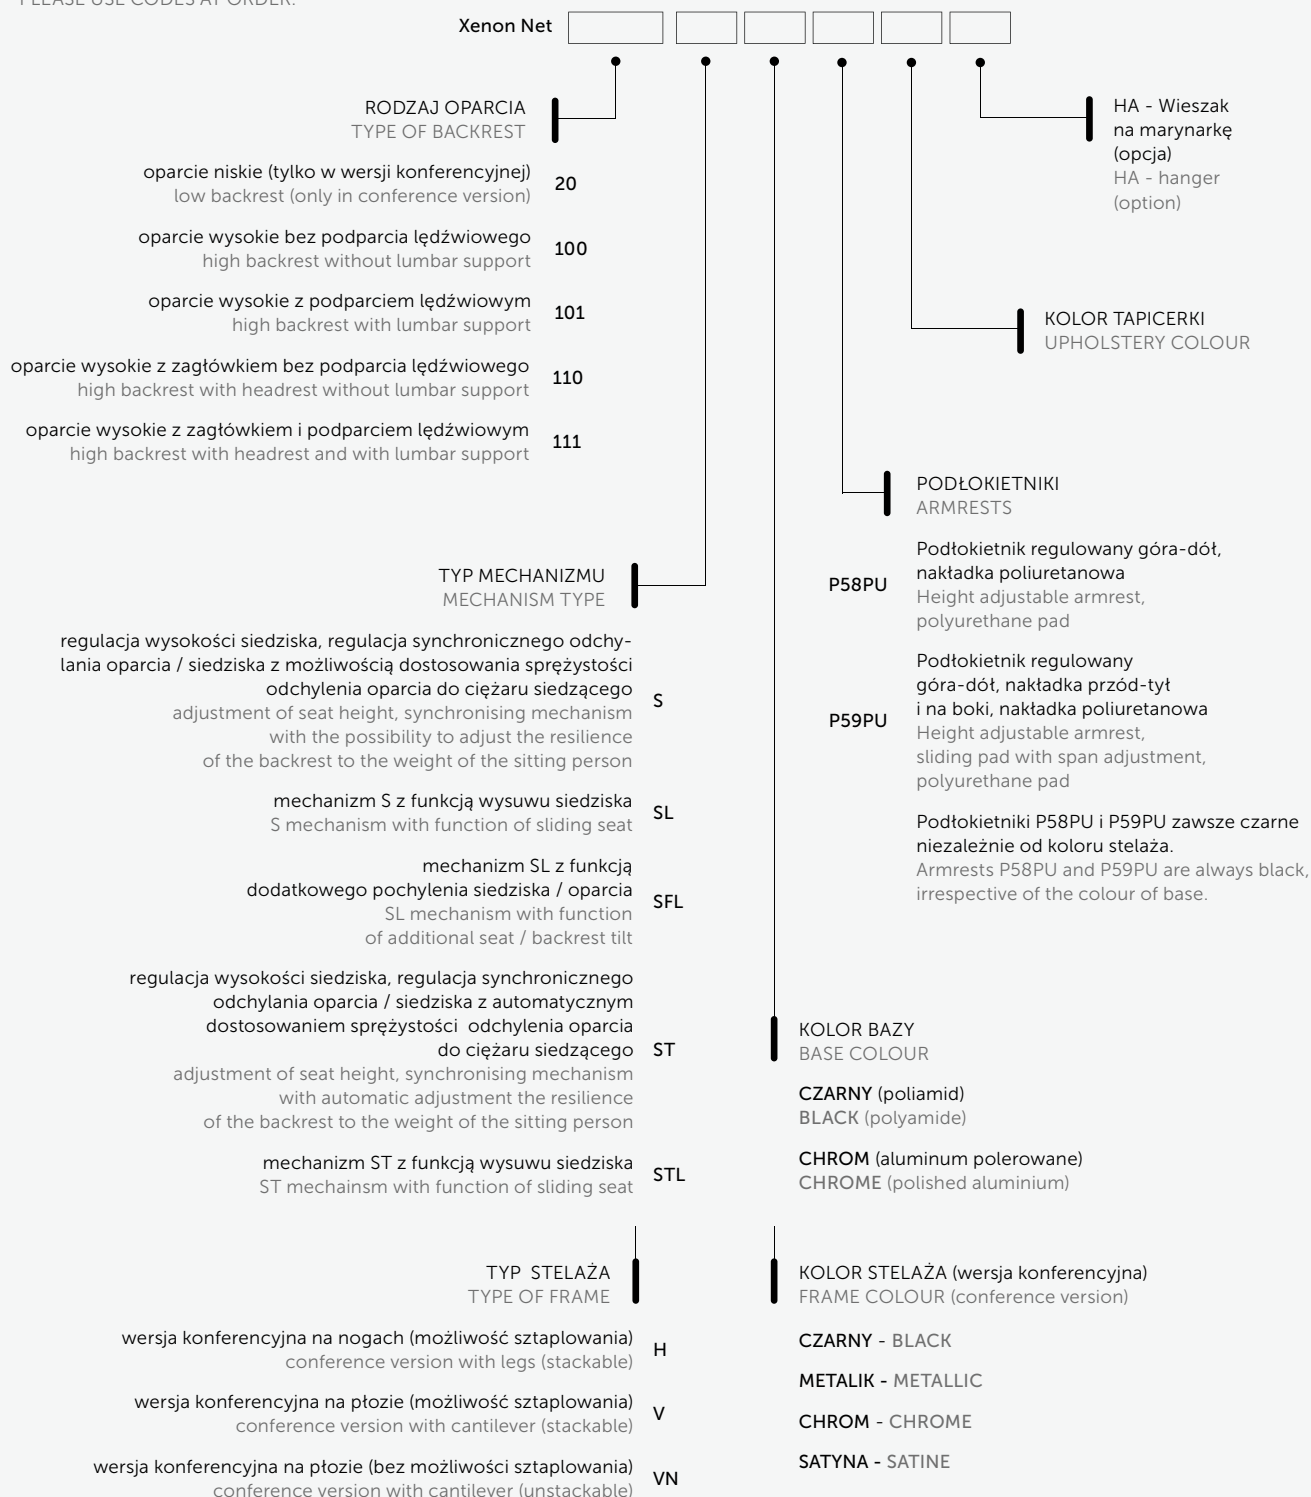 PLEASE USE CODES AT ORDER.
Xenon Net
RODZAJ OPARCIA
TYPE OF BACKREST
oparcie niskie (tylko w wersji konferencyjnej)
low backrest (only in conference version)
20
oparcie wysokie bez podparcia lędźwiowego
high backrest without lumbar support
100
oparcie wysokie z podparciem lędźwiowym
high backrest with lumbar support
101
oparcie wysokie z zagłówkiem bez podparcia lędźwiowego
high backrest with headrest without lumbar support
110
oparcie wysokie z zagłówkiem i podparciem lędźwiowym
high backrest with headrest and with lumbar support
111
HA - Wieszak
na marynarkę
(opcja)
HA - hanger
(option)
KOLOR TAPICERKI
UPHOLSTERY COLOUR
PODŁOKIETNIKI
ARMRESTS
P58PU
Podłokietnik regulowany góra-dół,
nakładka poliuretanowa
Height adjustable armrest,
polyurethane pad
P59PU
Podłokietnik regulowany
góra-dół, nakładka przód-tył
i na boki, nakładka poliuretanowa
Height adjustable armrest,
sliding pad with span adjustment,
polyurethane pad
Podłokietniki P58PU i P59PU zawsze czarne
niezależnie od koloru stelaża.
Armrests P58PU and P59PU are always black,
irrespective of the colour of base.
TYP MECHANIZMU
MECHANISM TYPE
regulacja wysokości siedziska, regulacja synchronicznego odchy-
lania oparcia / siedziska z możliwością dostosowania sprężystości
odchylenia oparcia do ciężaru siedzącego
adjustment of seat height, synchronising mechanism
with the possibility to adjust the resilience
of the backrest to the weight of the sitting person
S
mechanizm S z funkcją wysuwu siedziska
S mechanism with function of sliding seat
SL
mechanizm SL z funkcją
dodatkowego pochylenia siedziska / oparcia
SL mechanism with function
of additional seat / backrest tilt
SFL
regulacja wysokości siedziska, regulacja synchronicznego
odchylania oparcia / siedziska z automatycznym
dostosowaniem sprężystości odchylenia oparcia
do ciężaru siedzącego
adjustment of seat height, synchronising mechanism
with automatic adjustment the resilience
of the backrest to the weight of the sitting person
ST
mechanizm ST z funkcją wysuwu siedziska
ST mechainsm with function of sliding seat
STL
KOLOR BAZY
BASE COLOUR
CZARNY (poliamid)
BLACK (polyamide)
CHROM (aluminum polerowane)
CHROME (polished aluminium)
TYP STELAŻA
TYPE OF FRAME
wersja konferencyjna na nogach (możliwość sztaplowania)
conference version with legs (stackable)
H
wersja konferencyjna na płozie (możliwość sztaplowania)
conference version with cantilever (stackable)
V
wersja konferencyjna na płozie (bez możliwości sztaplowania)
conference version with cantilever (unstackable)
VN
KOLOR STELAŻA (wersja konferencyjna)
FRAME COLOUR (conference version)
CZARNY - BLACK
METALIK - METALLIC
CHROM - CHROME
SATYNA - SATINE